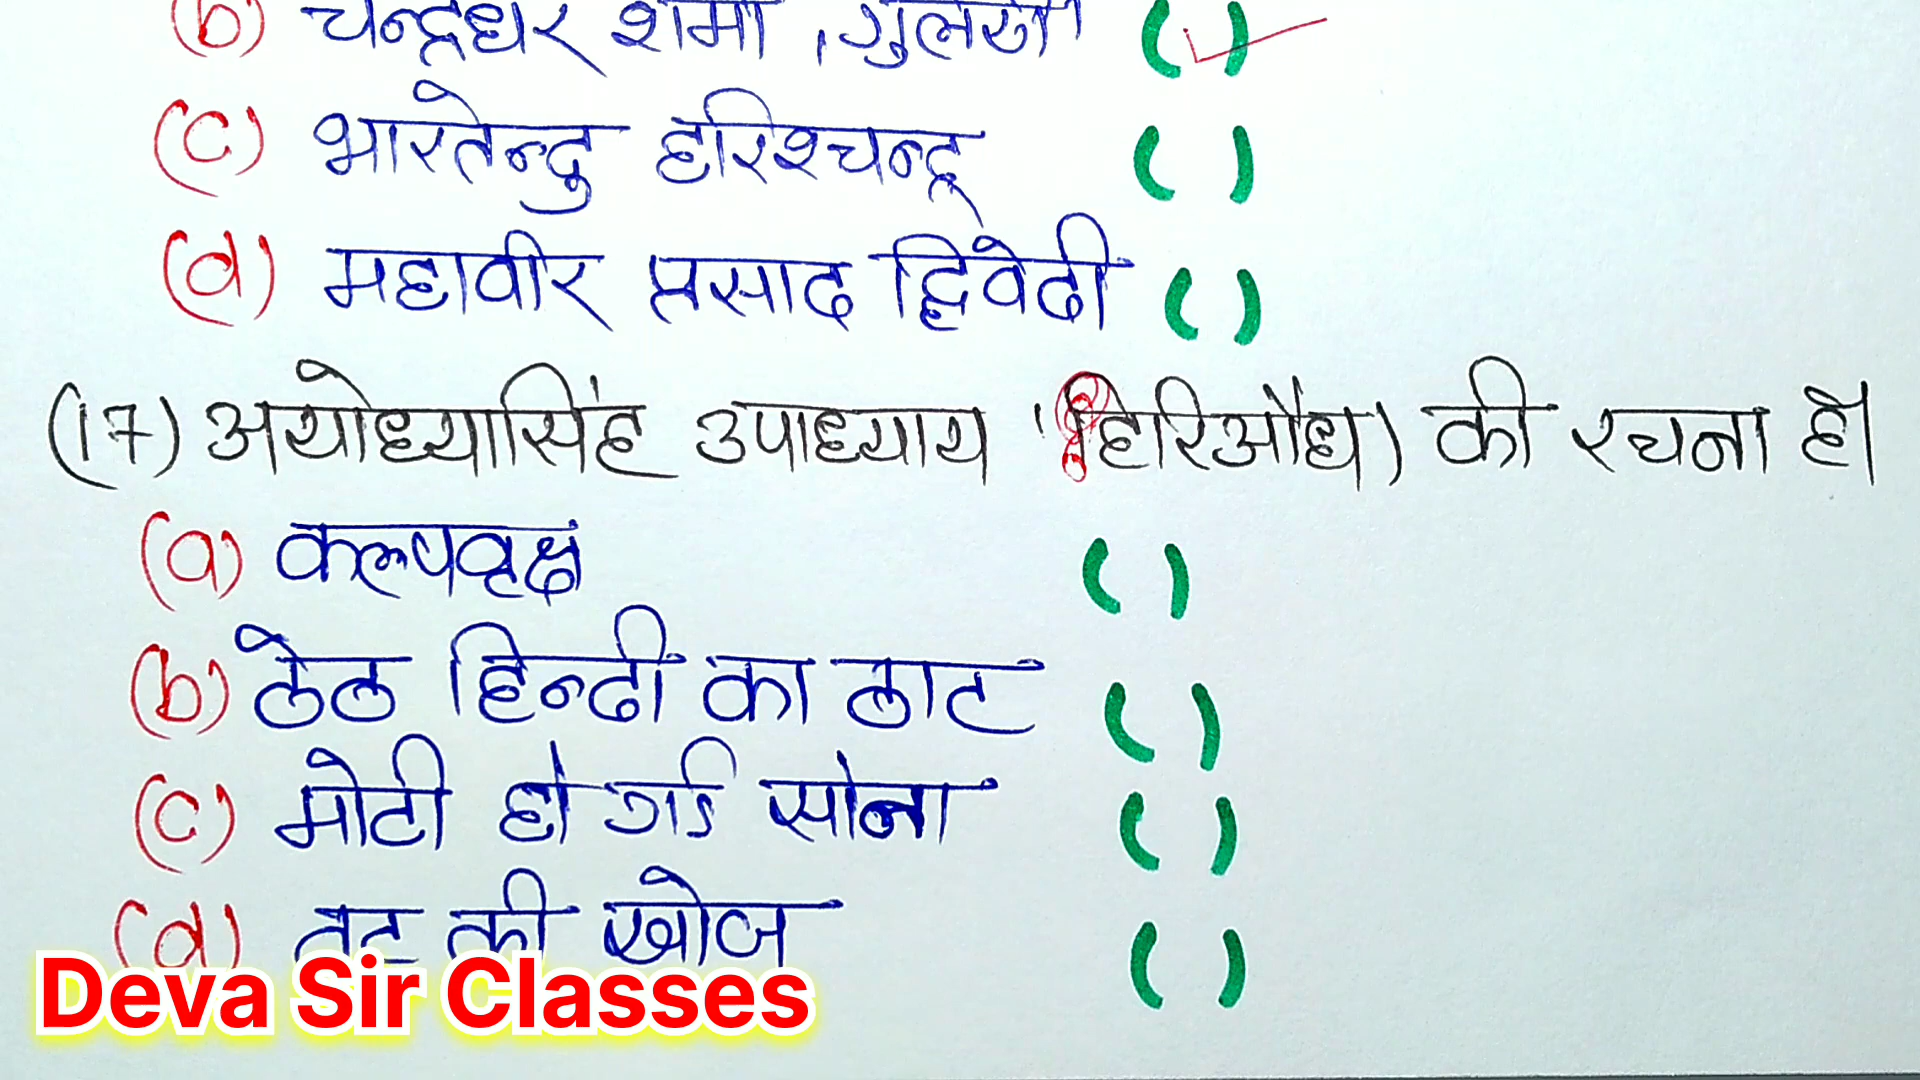 (b) चन्द्रधर शर्मा 'गुलेरी' ( )
(c) भारतेन्दु हरिश्चन्द्र ( )
(d) महावीर प्रसाद द्विवेदी ( )
(17) अयोध्यासिंह उपाध्याय 'हरिऔध' की रचना है।
(a) कल्पवृक्ष ( )
(b) ठेठ हिन्दी का ठाट ( )
(c) मोटी हो गई सोना ( )
(d) तट की खोज ( )
Deva Sir Classes